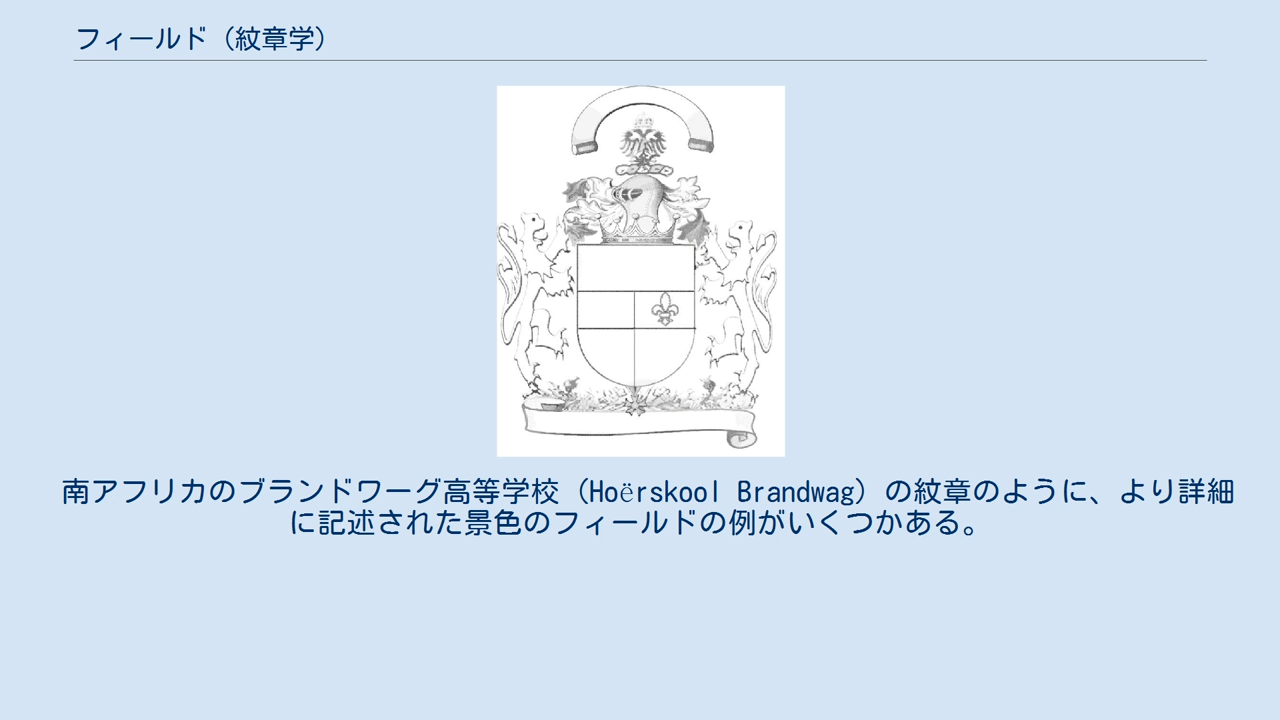 フィールド（紋章学）
南アフリカのブランドワーグ高等学校（Hoërskool Brandwag）の紋章のように、より詳細
に記述された景色のフィールドの例がいくつかある。